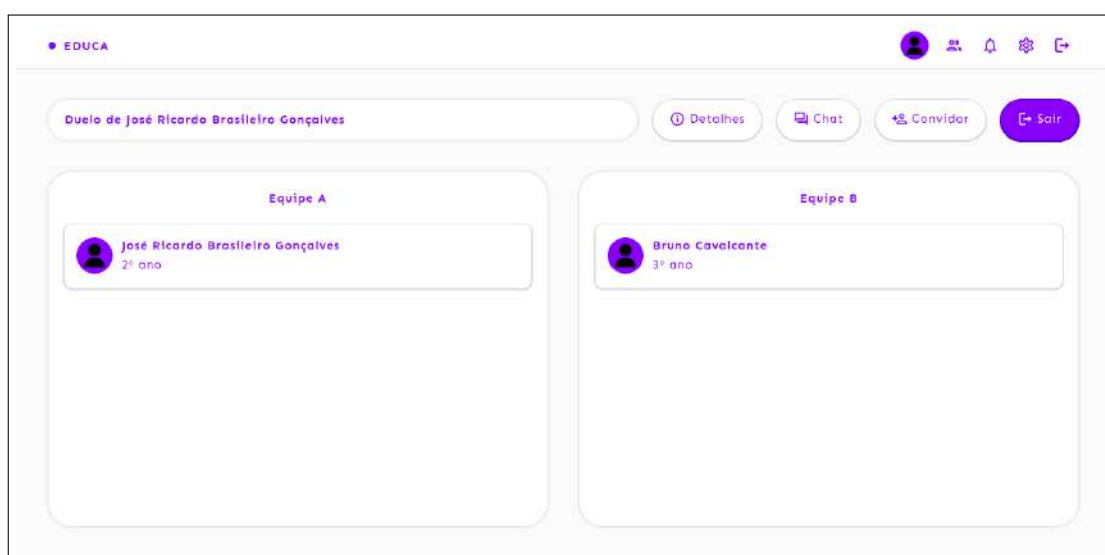 EDUCA
Duelo de José Ricardo Brasileiro Gonçalves
Detalhes
Chat
Convidar
Sair
Equipe A
José Ricardo Brasileiro Gonçalves
2º ano
Equipe B
Bruno Cavalcante
3º ano